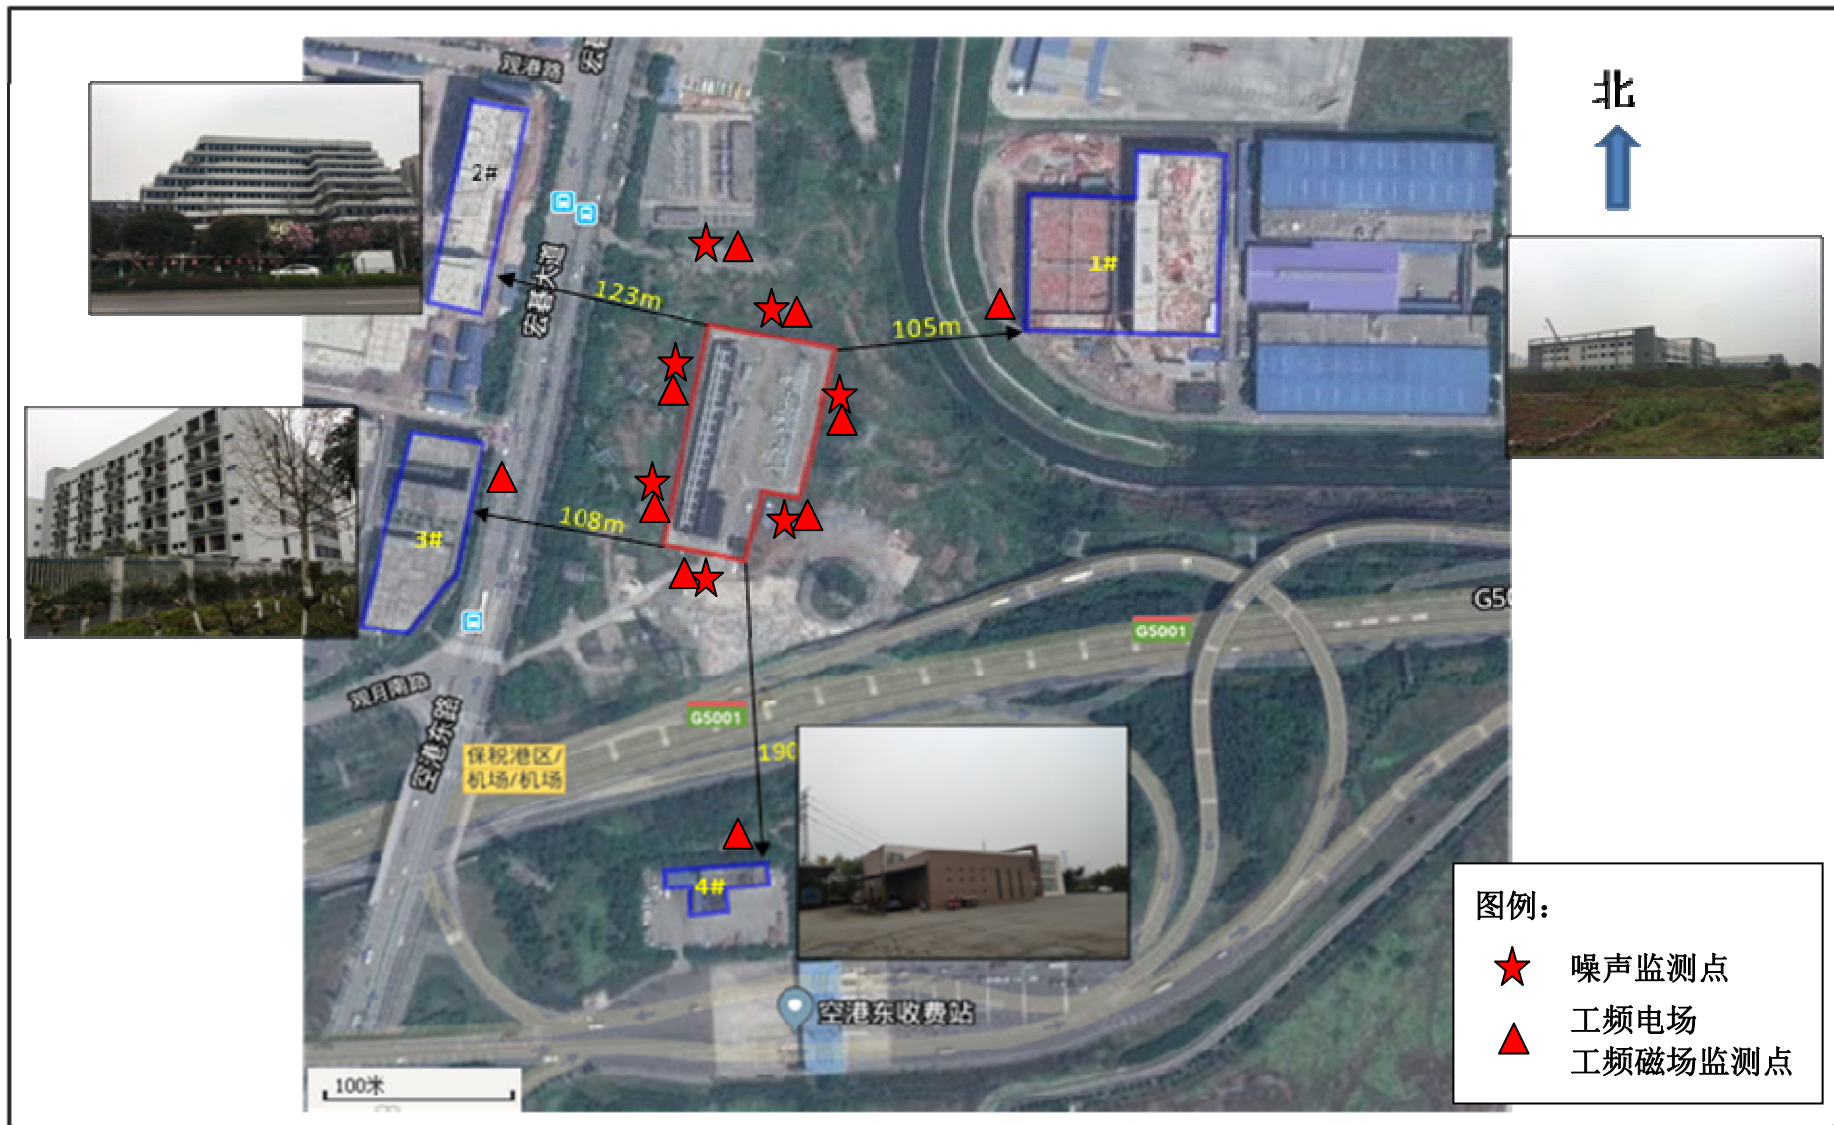 观港路
北
2#
宏基大道
123m
1#
105m
108m
3#
G5001
观月南路
G5001
空港东路
保税港区/
机场/机场
190
4#
空港东收费站
100米
图例：
噪声监测点
工频电场
工频磁场监测点